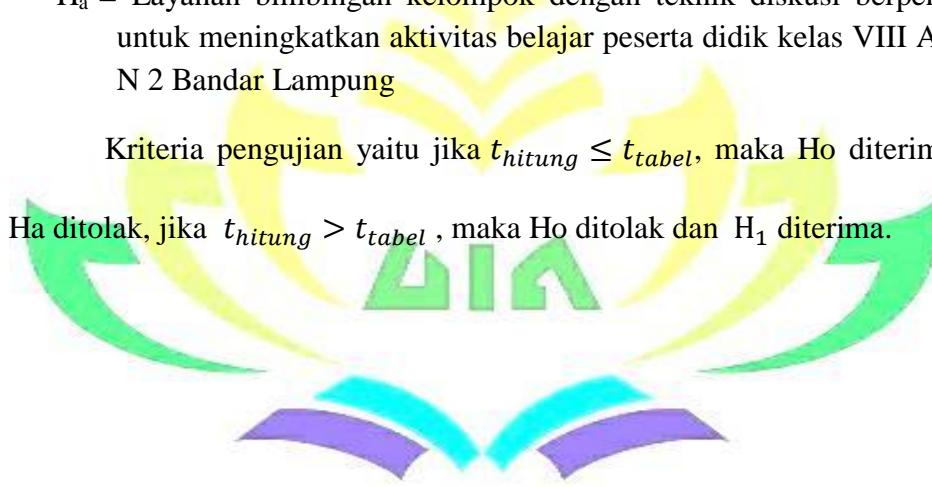 Hₐ = Layanan bimbingan kelompok dengan teknik diskusi
untuk meningkatkan aktivitas belajar peserta didik kelas VIII A
N 2 Bandar Lampung
Kriteria pengujian yaitu jika t_hitung ≤ t_tabel, maka Ho
Ha ditolak, jika t_hitung > t_tabel , maka Ho ditolak dan H₁ diterima.